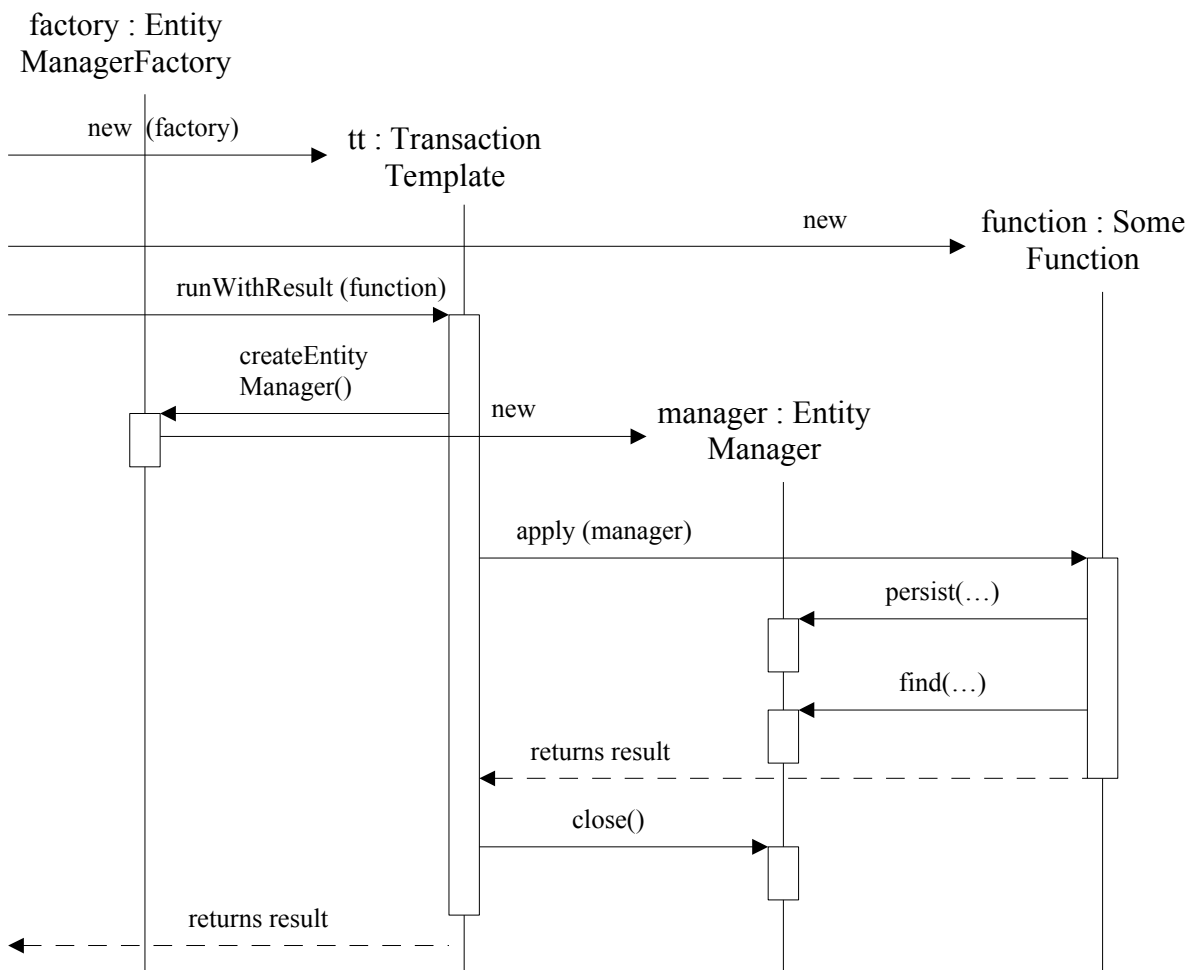 factory : Entity
ManagerFactory
new (factory)
tt : Transaction
Template
new
function : Some
Function
runWithResult (function)
createEntity
Manager()
new
manager : Entity
Manager
apply (manager)
persist(…)
find(…)
returns result
close()
returns result